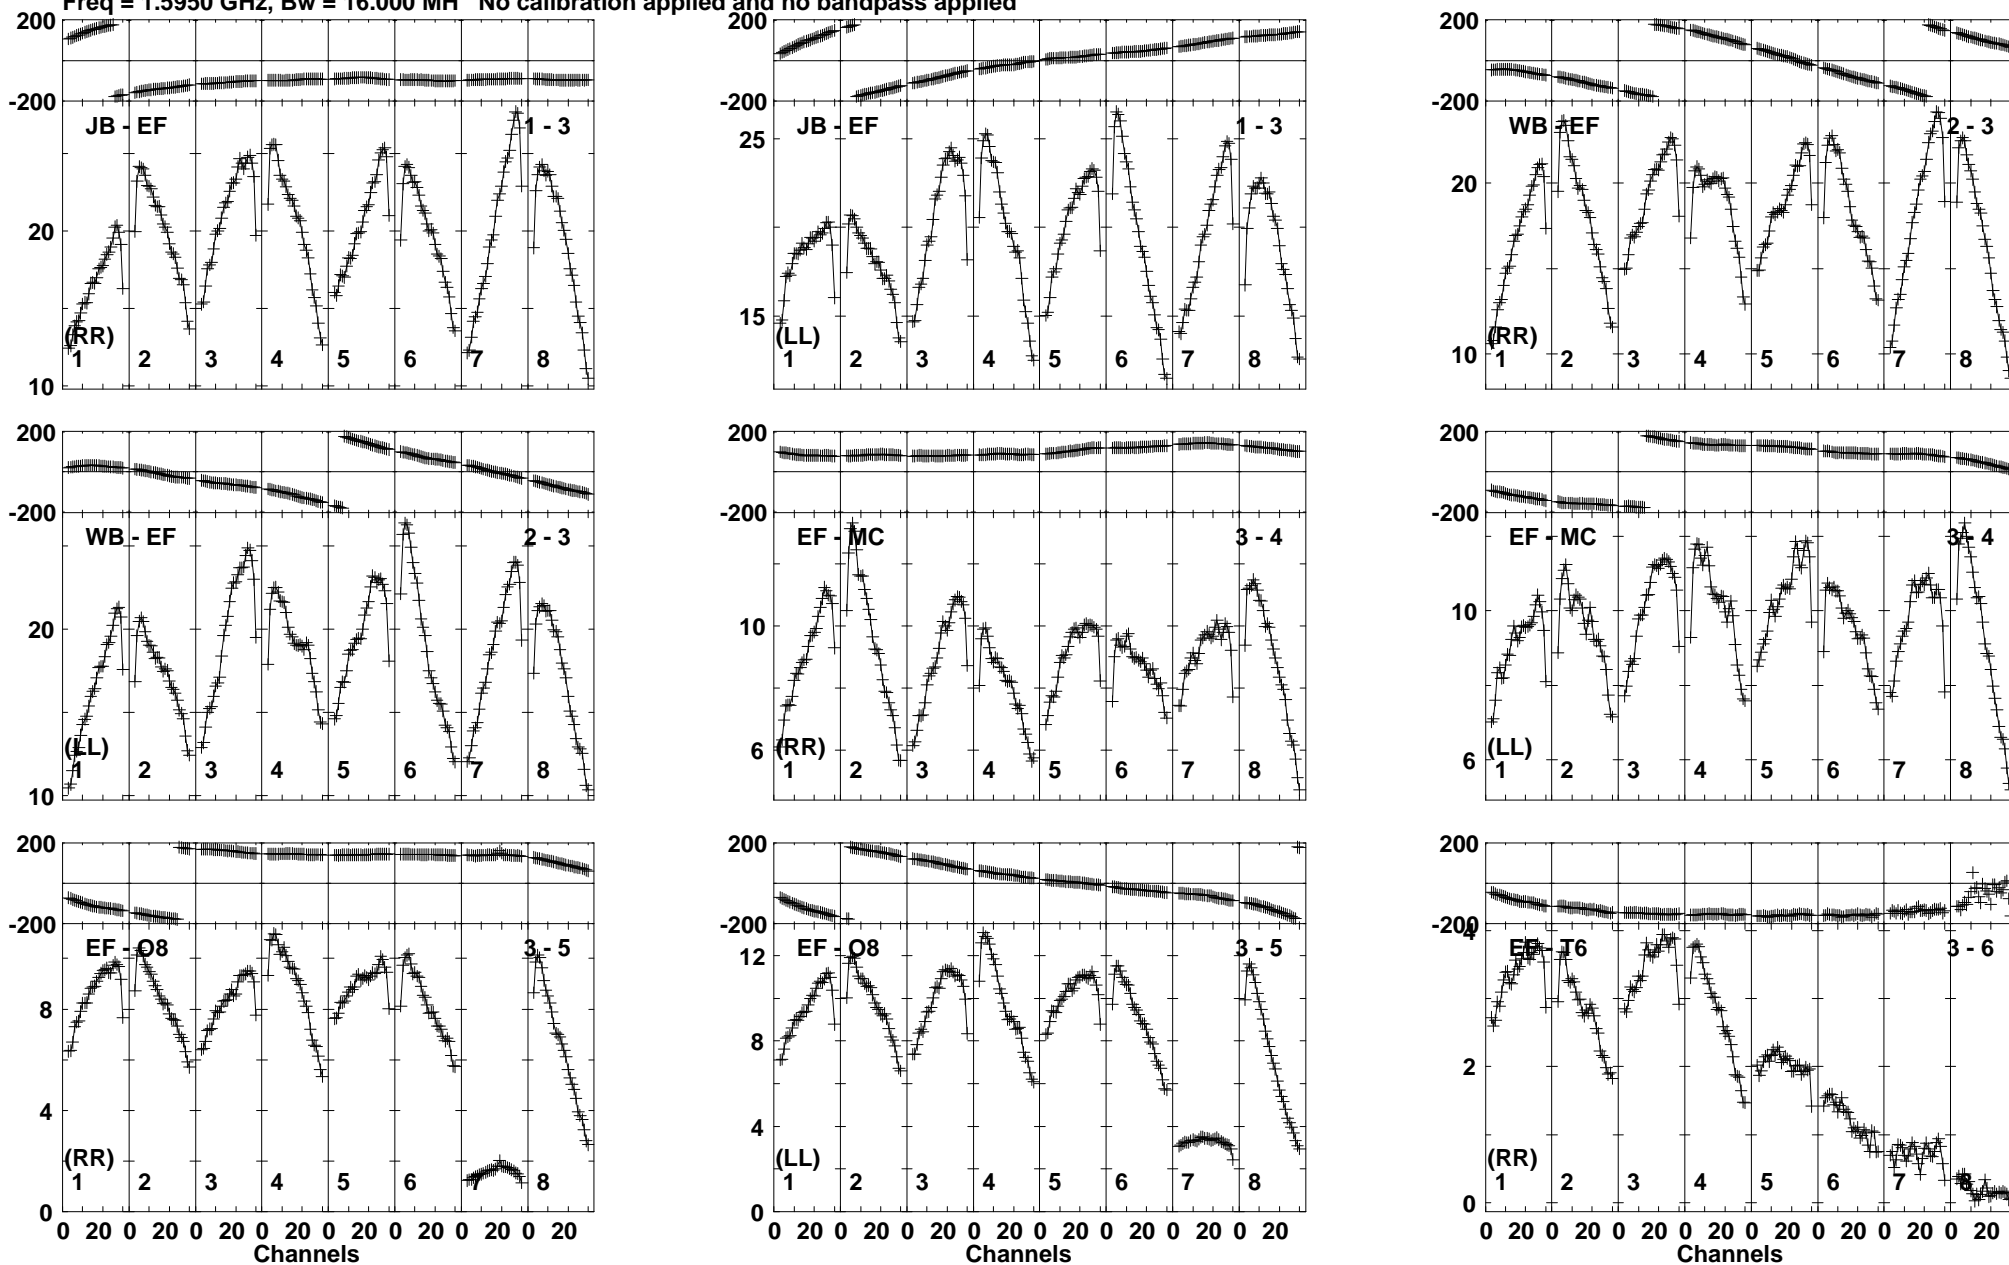 Freq = 1.5950 GHz, Bw = 16.000 MH No calibration applied and no bandpass applied
200 200 200
-200 -200 -200
JB - EF 1 - 3 JB - EF 1 - 3 WB - EF 2 - 3
25
20 20
15
10 10
(RR) (LL) (RR)
1 2 3 4 5 6 7 8 1 2 3 4 5 6 7 8 1 2 3 4 5 6 7 8
200 200 200
-200 -200 -200
WB - EF 2 - 3 EF - MC 3 - 4 EF - MC 3 - 4
20 10 10
10 6 6
(LL) (RR) (LL)
1 2 3 4 5 6 7 8 1 2 3 4 5 6 7 8 1 2 3 4 5 6 7 8
200 200 200
-200 -200 -200
EF - O8 3 - 5 EF - O8 3 - 5 EF - T6 3 - 6
12 4
8 8 2
4 4
0 0
(RR) (LL) (RR)
1 2 3 4 5 6 7 8 1 2 3 4 5 6 7 8 1 2 3 4 5 6 7 8
0 20 0 20 0 20 0 20 0 20 0 20 0 20 0 20 0 20 0 20 0 20 0 20 0 20 0 20 0 20 0 20 0 20 0 20 0 20 0 20 0 20 0 20 0 20 0 20
Channels Channels Channels